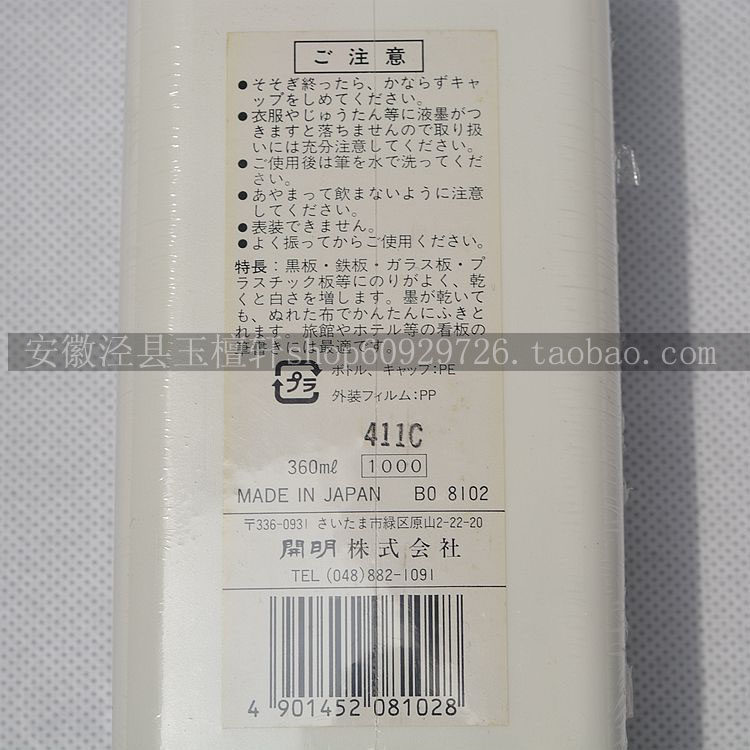 ご注意
●そそぎ終ったら、かならずキャ
ップをしめてください。
●衣服やじゅうたん等に液墨がつ
きますと落ちませんので取り扱
いには充分注意してください。
●ご使用後は筆を水で洗ってくだ
さい。
●あやまって飲まないように注意
してください。
●表装できません。
●よく振ってからご使用ください。
特長：黒板・鉄板・ガラス板・プ
ラスチック板等にのりがよく、乾
くと白さを増します。墨が乾いて
も、ぬれた布でかんたんにふきと
れます。旅館やホテル等の看板の
筆書きには最適です。
安徽泾县玉檀轩shop60929726.taobao.com
プラ
ボトル、キャップ：PE
外装フィルム：PP
411C
360mℓ 1000
MADE IN JAPAN BO 8102
〒336-0931 さいたま市緑区原山2-22-20
開明株式会社
TEL (048)882-1091
4 901452 081028